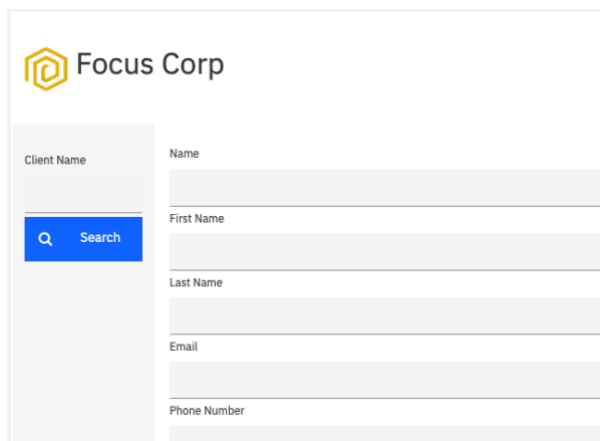 Focus Corp
Client Name
Search
Name
First Name
Last Name
Email
Phone Number